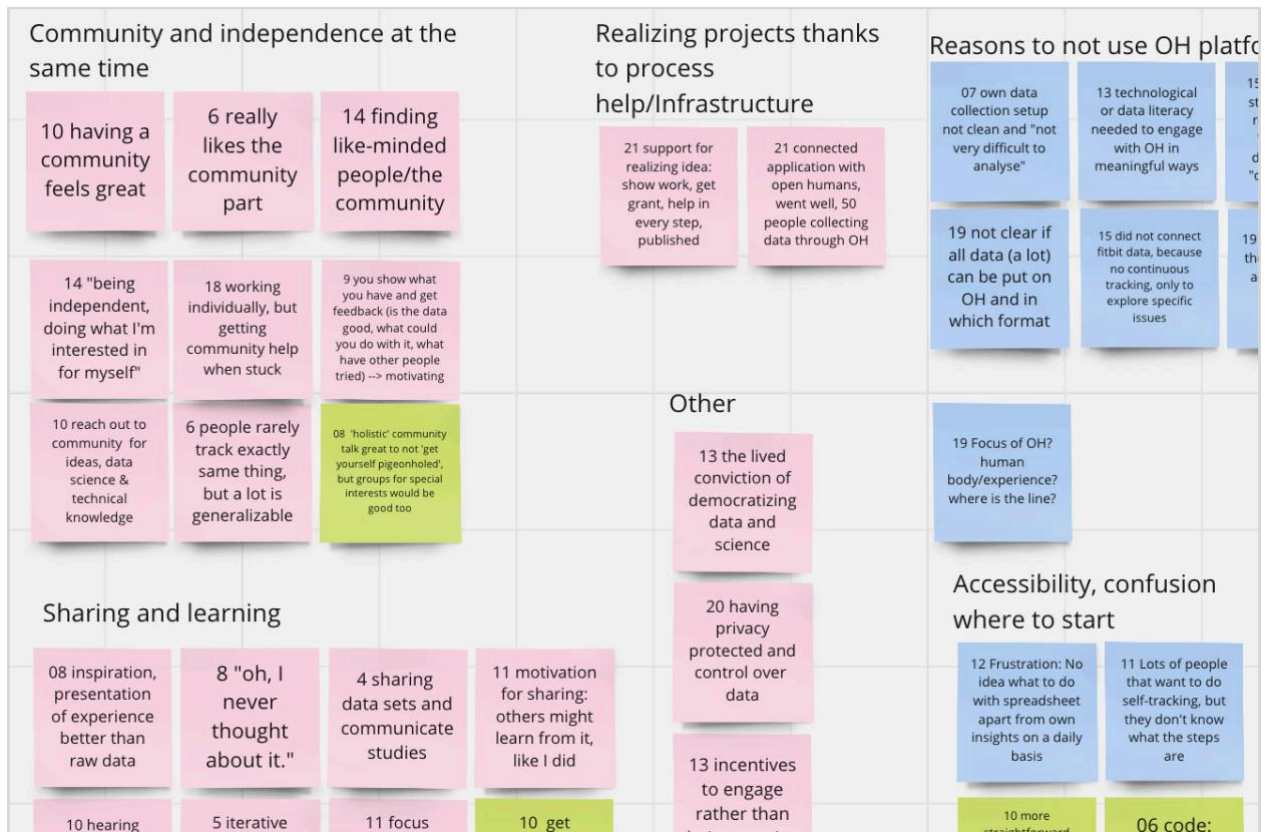 Community and independence at the
same time
10 having a
community
feels great
6 really
likes the
community
part
14 finding
like-minded
people/the
community
14 "being
independent,
doing what I'm
interested in
for myself"
18 working
individually, but
getting
community help
when stuck
9 you show what
you have and get
feedback (is the data
good, what could
you do with it, what
have other people
tried) --> motivating
10 reach out to
community for
ideas, data
science &
technical
knowledge
6 people rarely
track exactly
same thing,
but a lot is
generalizable
08 'holistic' community
talk great to not 'get
yourself pigeonholed',
but groups for special
interests would be
good too
Sharing and learning
08 inspiration,
presentation
of experience
better than
raw data
8 "oh, I
never
thought
about it."
4 sharing
data sets and
communicate
studies
11 motivation
for sharing:
others might
learn from it,
like I did
10 hearing
5 iterative
11 focus
10 get
Realizing projects thanks
to process
help/Infrastructure
21 support for
realizing idea:
show work, get
grant, help in
every step,
published
21 connected
application with
open humans,
went well, 50
people collecting
data through OH
Other
13 the lived
conviction of
democratizing
data and
science
20 having
privacy
protected and
control over
data
13 incentives
to engage
rather than
Reasons to not use OH
07 own data
collection setup
not clean and "not
very difficult to
analyse"
13 technological
or data literacy
needed to engage
with OH in
meaningful ways
19 not clear if
all data (a lot)
can be put on
OH and in
which format
15 did not connect
fitbit data, because
no continuous
tracking, only to
explore specific
issues
19
19 Focus of OH?
human
body/experience?
where is the line?
Accessibility, confusion
where to start
12 Frustration: No
idea what to do
with spreadsheet
apart from own
insights on a daily
basis
11 Lots of people
that want to do
self-tracking, but
they don't know
what the steps
are
10 more
06 code: